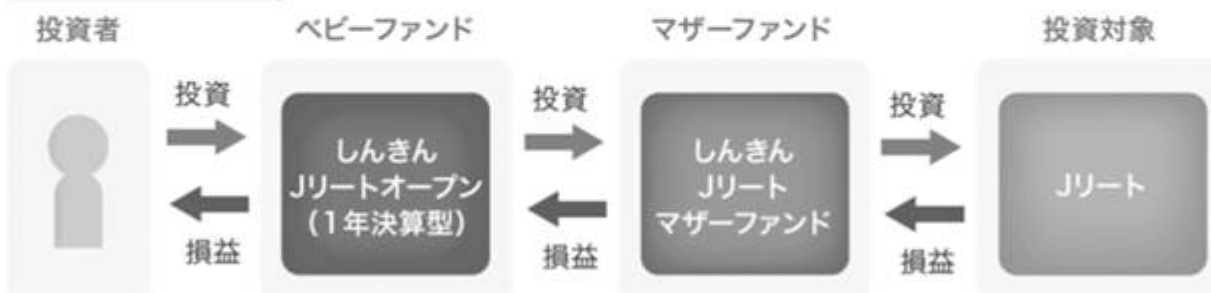 投資者
ベビーファンド
マザーファンド
投資対象
投資
投資
投資
しんきん
Jリートオープン
(1年決算型)
しんきん
Jリート
マザーファンド
Jリート
損益
損益
損益